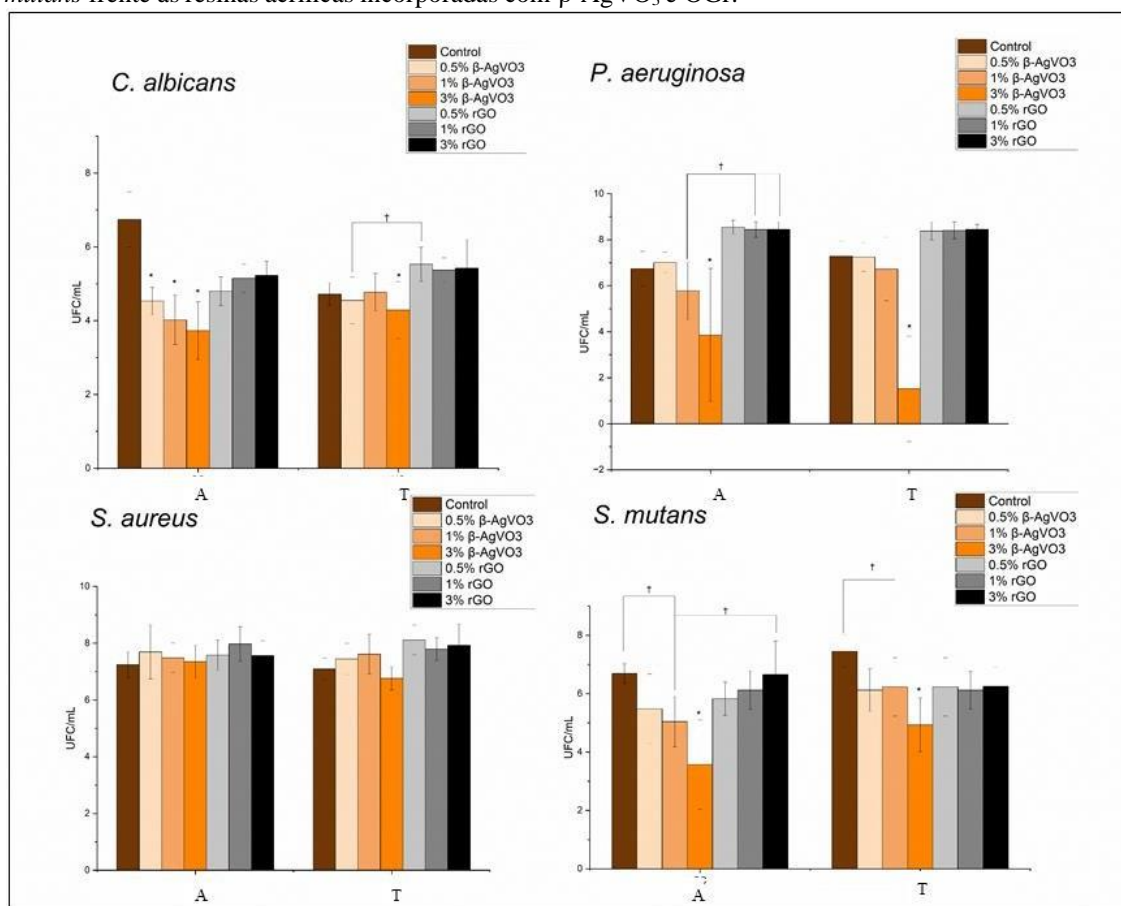 mutans frente às resinas acrílicas incorporadas com β-AgVO₃ e OGr.
C. albicans
Control
0.5% β-AgVO3
1% β-AgVO3
3% β-AgVO3
0.5% rGO
1% rGO
3% rGO
UFC/mL
8
6
4
2
0
*
*
*
†
*
A
T
P. aeruginosa
Control
0.5% β-AgVO3
1% β-AgVO3
3% β-AgVO3
0.5% rGO
1% rGO
3% rGO
UFC/mL
10
8
6
4
2
0
−2
†
*
*
A
T
S. aureus
Control
0.5% β-AgVO3
1% β-AgVO3
3% β-AgVO3
0.5% rGO
1% rGO
3% rGO
UFC/mL
10
8
6
4
2
0
A
T
S. mutans
Control
0.5% β-AgVO3
1% β-AgVO3
3% β-AgVO3
0.5% rGO
1% rGO
3% rGO
UFC/mL
8
6
4
2
0
†
†
*
†
*
A
T